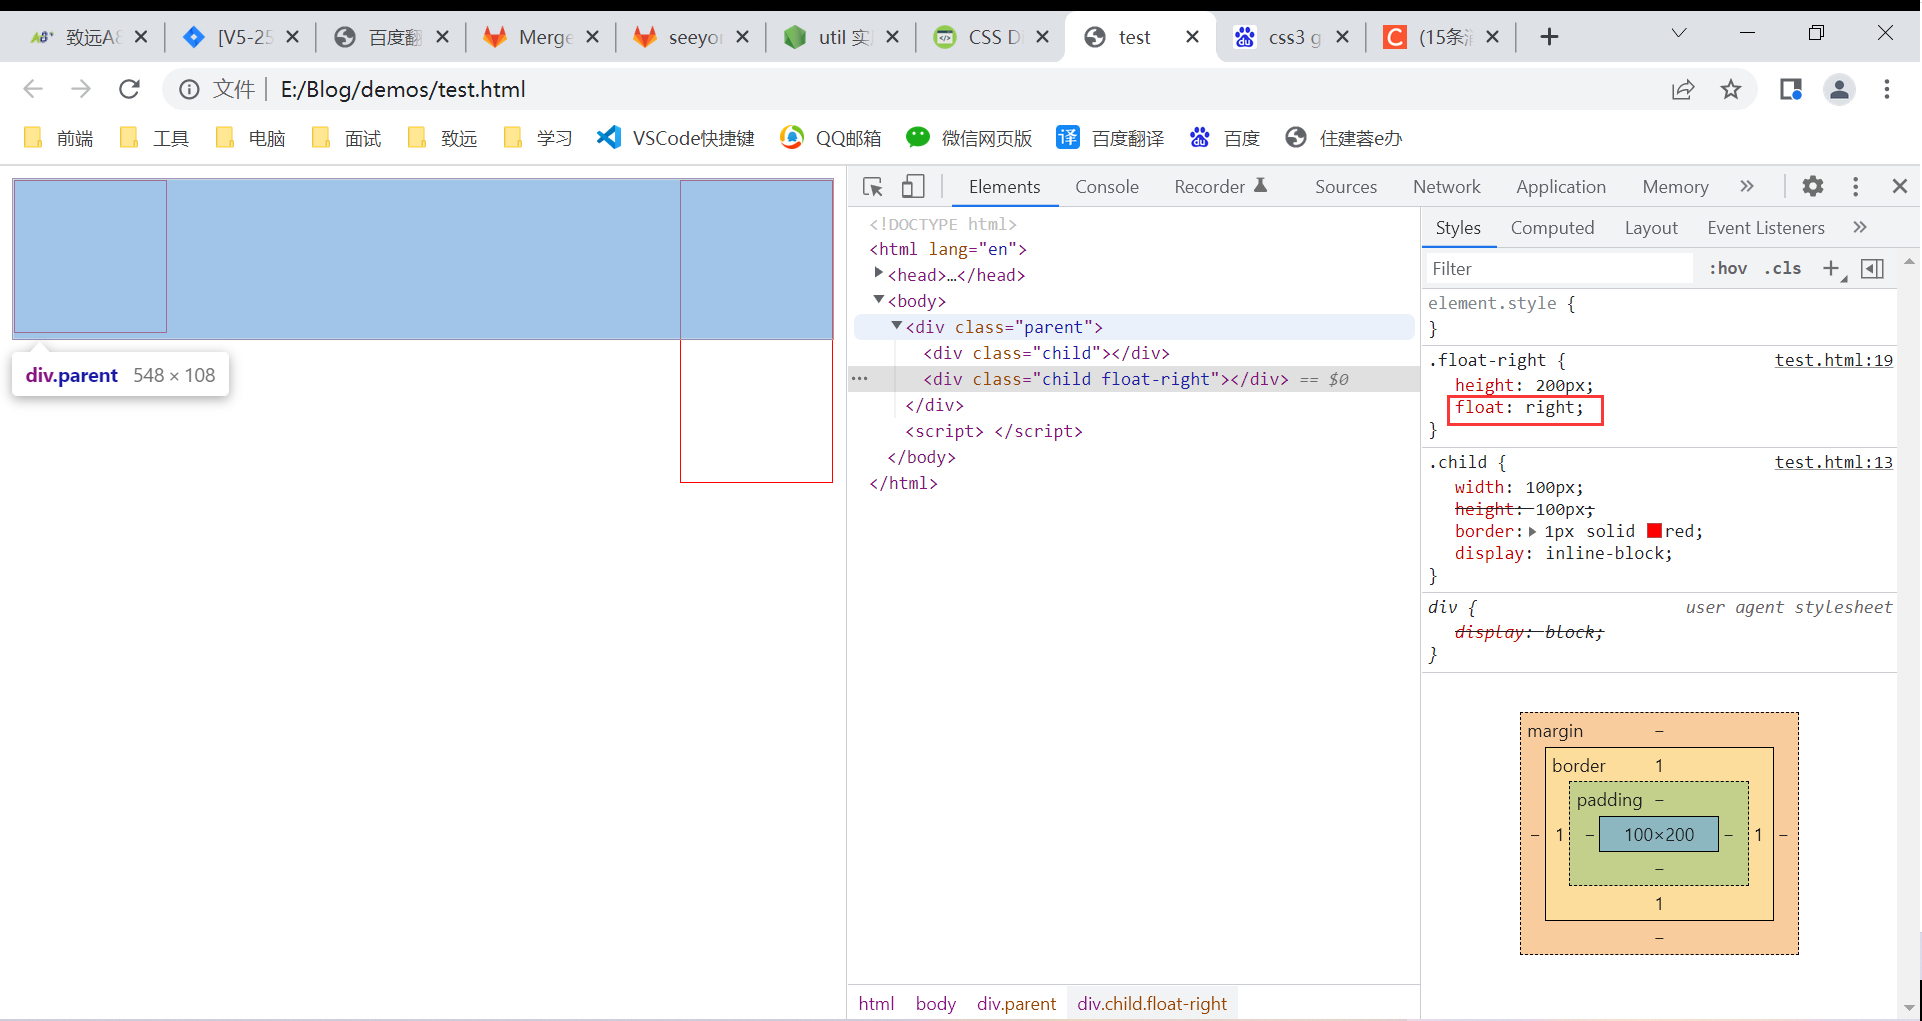 致远A8
[V5-25
百度翻
Merge
seeyon
util 实
CSS D
test
css3 g
(15条消
文件
E:/Blog/demos/test.html
前端
工具
电脑
面试
致远
学习
VSCode快捷键
QQ邮箱
微信网页版
译
百度翻译
百度
住建蓉e办
div.parent 548 × 108
Elements
Console
Recorder
Sources
Network
Application
Memory
<!DOCTYPE html>
<html lang="en">
<head>…</head>
<body>
<div class="parent">
<div class="child"></div>
<div class="child float-right"></div> == $0
</div>
<script> </script>
</body>
</html>
html
body
div.parent
div.child.float-right
Styles
Computed
Layout
Event Listeners
Filter
:hov
.cls
element.style {
}
.float-right {
test.html:19
height: 200px;
float: right;
}
.child {
test.html:13
width: 100px;
height: 100px;
border: 1px solid red;
display: inline-block;
}
div {
user agent stylesheet
display: block;
}
margin –
border 1
padding –
– 1 – 100×200 – 1 –
–
1
–